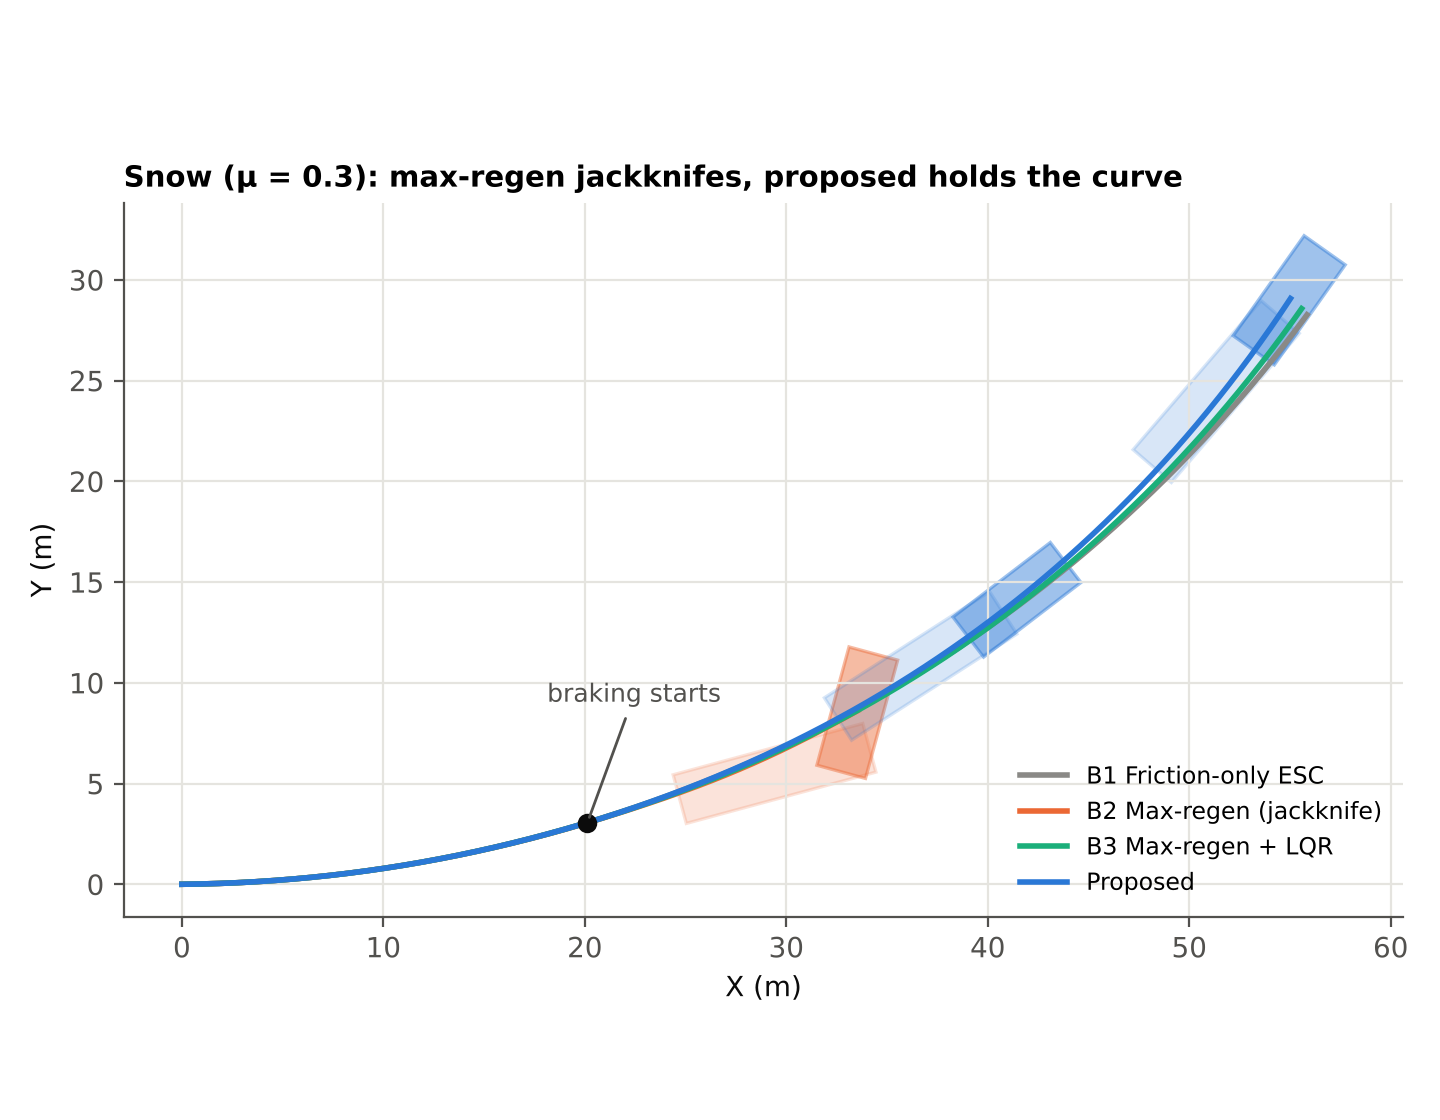 Snow (μ = 0.3): max-regen jackknifes, proposed holds the curve
30
25
20
15
10
5
0
Y (m)
braking starts
B1 Friction-only ESC
B2 Max-regen (jackknife)
B3 Max-regen + LQR
Proposed
0 10 20 30 40 50 60
X (m)